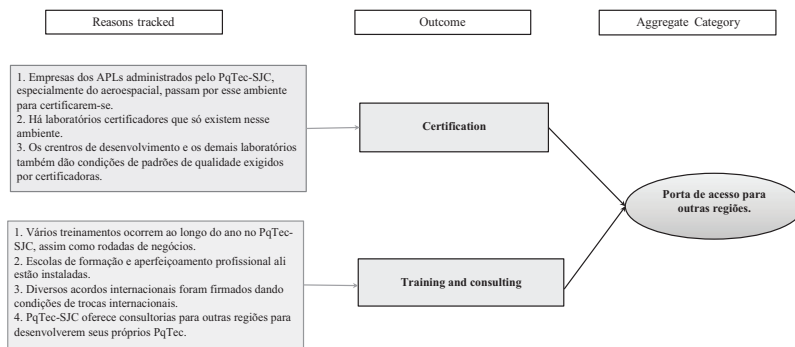 Reasons tracked
Outcome
Aggregate Category
1. Empresas dos APLs administrados pelo PqTec-SJC,
especialmente do aeroespacial, passam por esse ambiente
para certificarem-se.
2. Há laboratórios certificadores que só existem nesse
ambiente.
3. Os crentros de desenvolvimento e os demais laboratórios
também dão condições de padrões de qualidade exigidos
por certificadoras.
Certification
Porta de acesso para
outras regiões.
1. Vários treinamentos ocorrem ao longo do ano no PqTec-
SJC, assim como rodadas de negócios.
2. Escolas de formação e aperfeiçoamento profissional ali
estão instaladas.
3. Diversos acordos internacionais foram firmados dando
condições de trocas internacionais.
4. PqTec-SJC oferece consultorias para outras regiões para
desenvolverem seus próprios PqTec.
Training and consulting